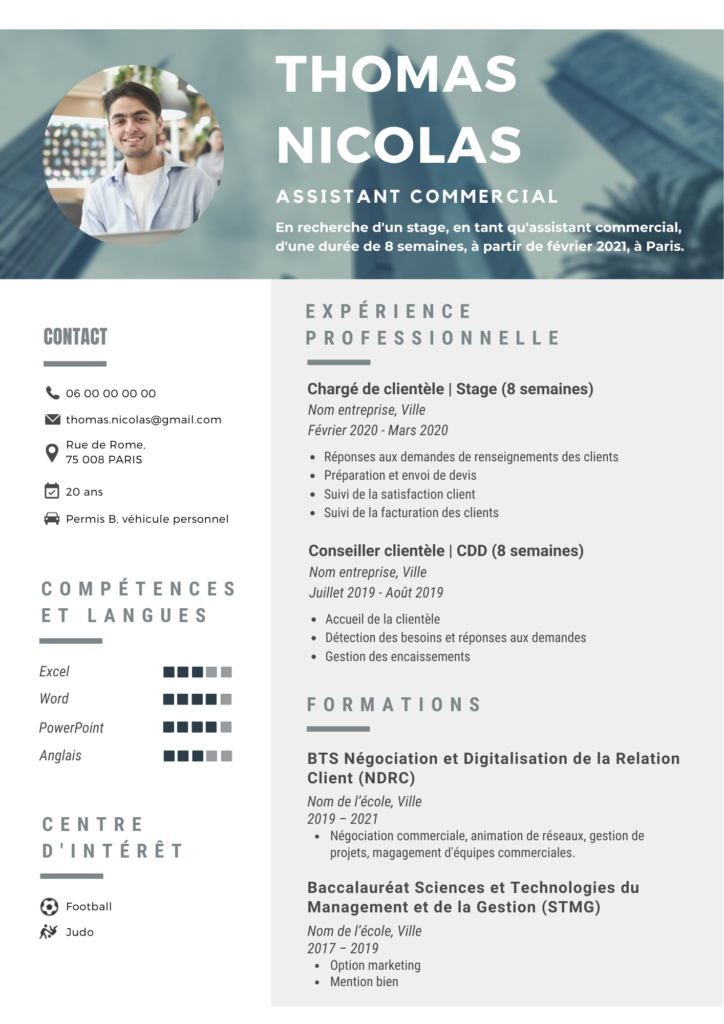 THOMAS
NICOLAS
ASSISTANT COMMERCIAL
En recherche d'un stage, en tant qu'assistant commercial,
d'une durée de 8 semaines, à partir de février 2021, à Paris.
CONTACT
06 00 00 00 00
thomas.nicolas@gmail.com
Rue de Rome,
75 008 PARIS
20 ans
Permis B, véhicule personnel
COMPÉTENCES
ET LANGUES
Excel
Word
PowerPoint
Anglais
CENTRE
D'INTÉRÊT
Football
Judo
EXPÉRIENCE
PROFESSIONNELLE
Chargé de clientèle | Stage (8 semaines)
Nom entreprise, Ville
Février 2020 - Mars 2020
• Réponses aux demandes de renseignements des clients
• Préparation et envoi de devis
• Suivi de la satisfaction client
• Suivi de la facturation des clients
Conseiller clientèle | CDD (8 semaines)
Nom entreprise, Ville
Juillet 2019 - Août 2019
• Accueil de la clientèle
• Détection des besoins et réponses aux demandes
• Gestion des encaissements
FORMATIONS
BTS Négociation et Digitalisation de la Relation
Client (NDRC)
Nom de l'école, Ville
2019 – 2021
• Négociation commerciale, animation de réseaux, gestion de
projets, magagement d'équipes commerciales.
Baccalauréat Sciences et Technologies du
Management et de la Gestion (STMG)
Nom de l'école, Ville
2017 – 2019
• Option marketing
• Mention bien